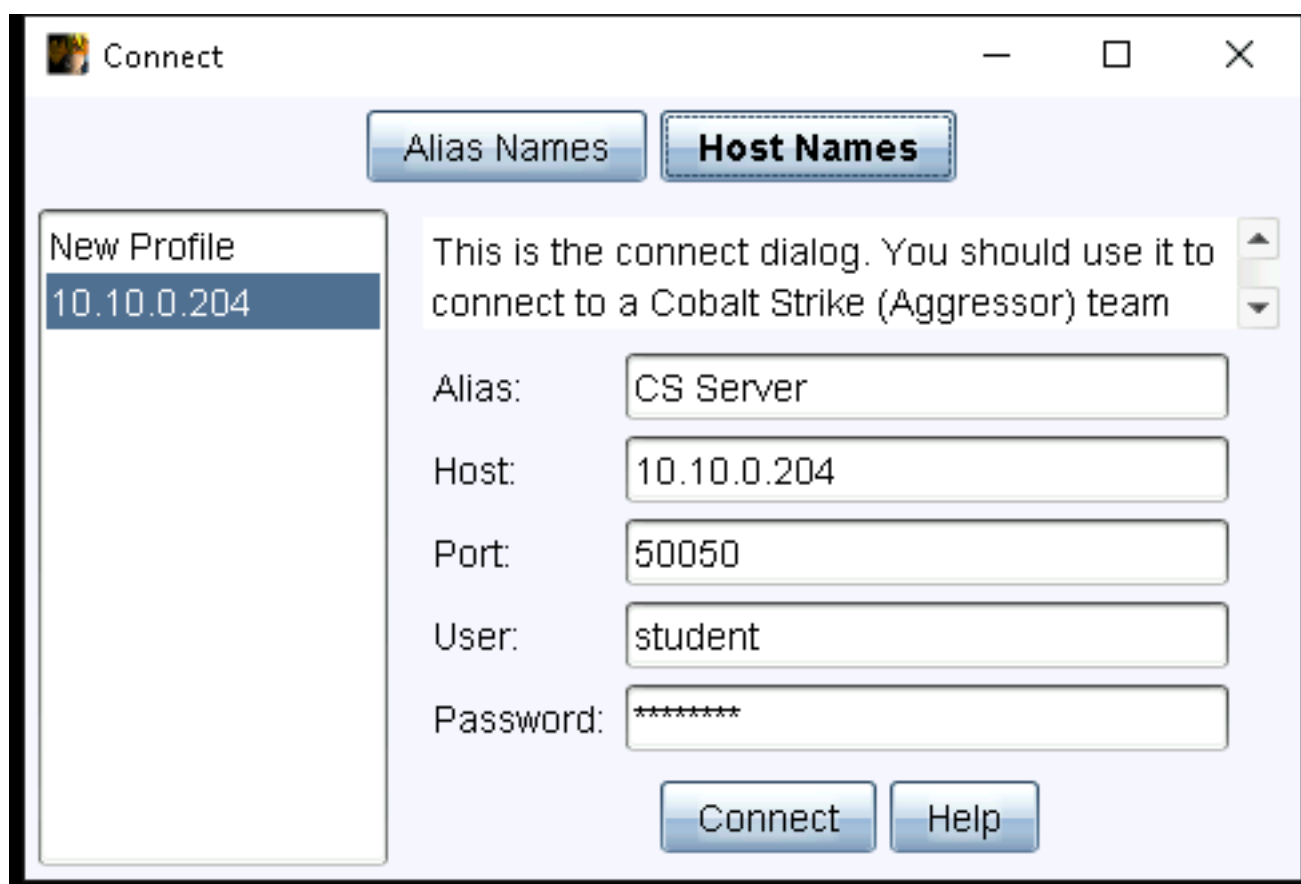 Connect
Alias Names Host Names
New Profile
10.10.0.204
This is the connect dialog. You should use it to
connect to a Cobalt Strike (Aggressor) team
Alias: CS Server
Host: 10.10.0.204
Port: 50050
User: student
Password: ********
Connect Help